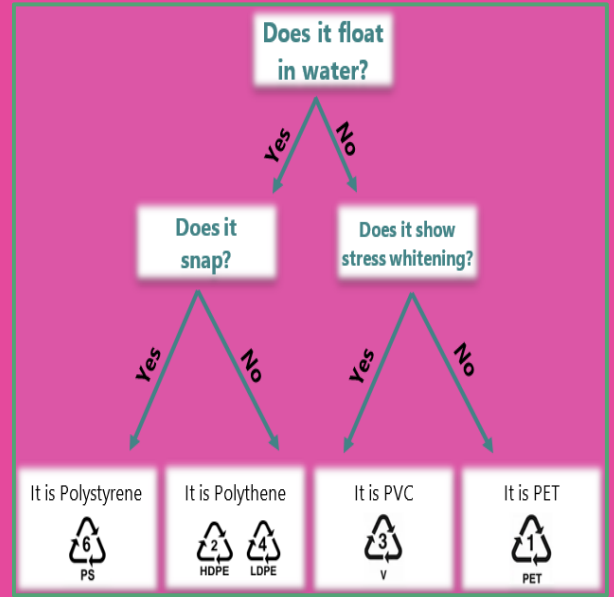 Does it float
in water?
Yes
No
Does it
snap?
Does it show
stress whitening?
Yes
No
Yes
No
It is Polystyrene
It is Polythene
It is PVC
It is PET
6
2
4
3
1
PS
HDPE
LDPE
V
PET